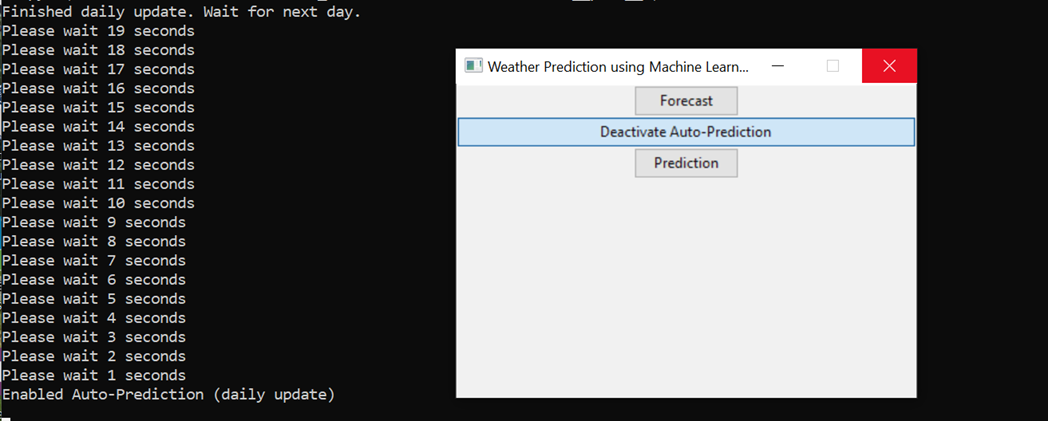 Finished daily update. Wait for next day.
Please wait 19 seconds
Please wait 18 seconds
Please wait 17 seconds
Please wait 16 seconds
Please wait 15 seconds
Please wait 14 seconds
Please wait 13 seconds
Please wait 12 seconds
Please wait 11 seconds
Please wait 10 seconds
Please wait 9 seconds
Please wait 8 seconds
Please wait 7 seconds
Please wait 6 seconds
Please wait 5 seconds
Please wait 4 seconds
Please wait 3 seconds
Please wait 2 seconds
Please wait 1 seconds
Enabled Auto-Prediction (daily update)
Weather Prediction using Machine Learn...
Forecast
Deactivate Auto-Prediction
Prediction